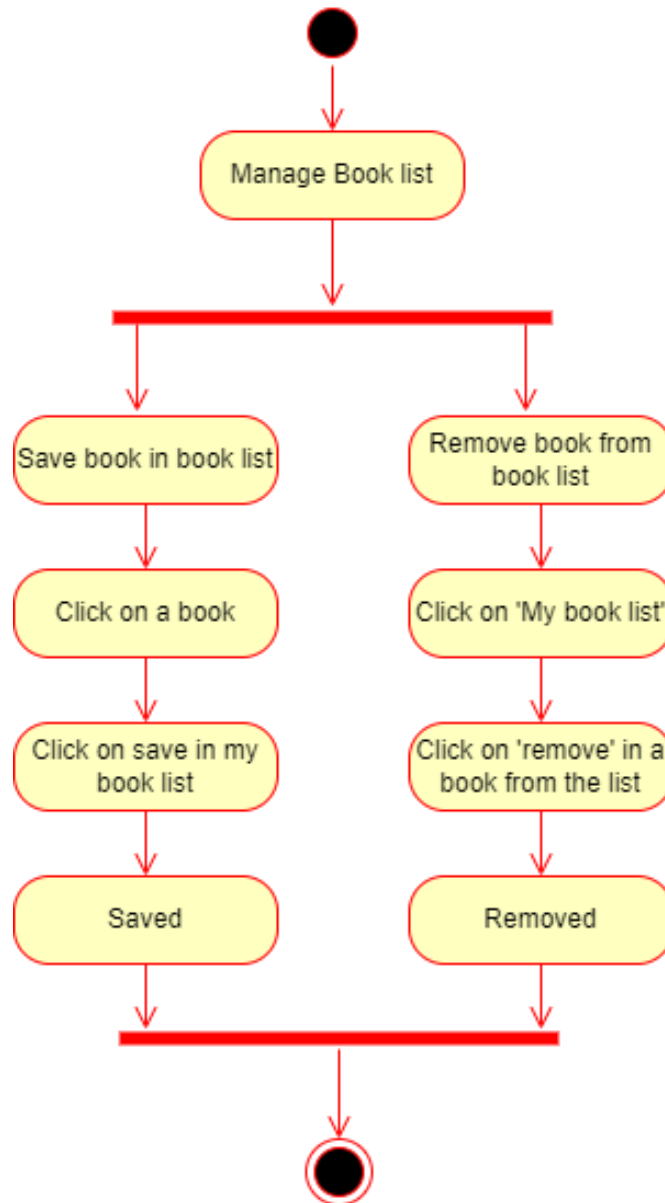 Manage Book list
Save book in book list
Remove book from
book list
Click on a book
Click on 'My book list'
Click on save in my
book list
Click on 'remove' in a
book from the list
Saved
Removed